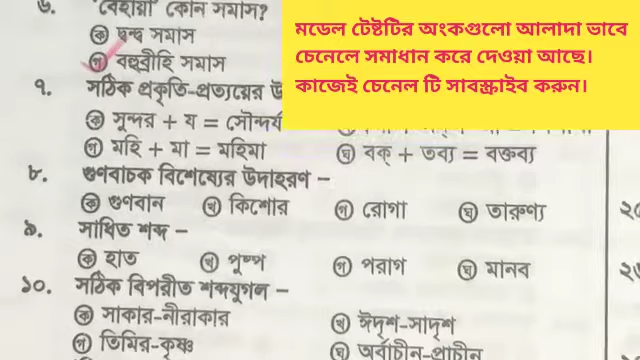 ৬. 'বেহায়া' কোন সমাস?
ক দ্বন্দ্ব সমাস
গ বহুব্রীহি সমাস
মডেল টেষ্টটির অংকগুলো আলাদা ভাবে
চেনেলে সমাধান করে দেওয়া আছে।
কাজেই চেনেল টি সাবস্ক্রাইব করুন।
৭. সঠিক প্রকৃতি-প্রত্যয়ের
ক সুন্দর + য = সৌন্দর্য
গ মহি + মা = মহিমা ঘ বক্ + তব্য = বক্তব্য
৮. গুণবাচক বিশেষ্যের উদাহরণ –
ক গুণবান খ কিশোর গ রোগা ঘ তারুণ্য
৯. সাধিত শব্দ –
ক হাত খ পুষ্প গ পরাগ ঘ মানব
১০. সঠিক বিপরীত শব্দযুগল –
ক সাকার-নীরাকার খ ঈদৃশ-সাদৃশ
গ তিমির-কৃষ্ণ ঘ অর্বাচীন-প্রাচীন